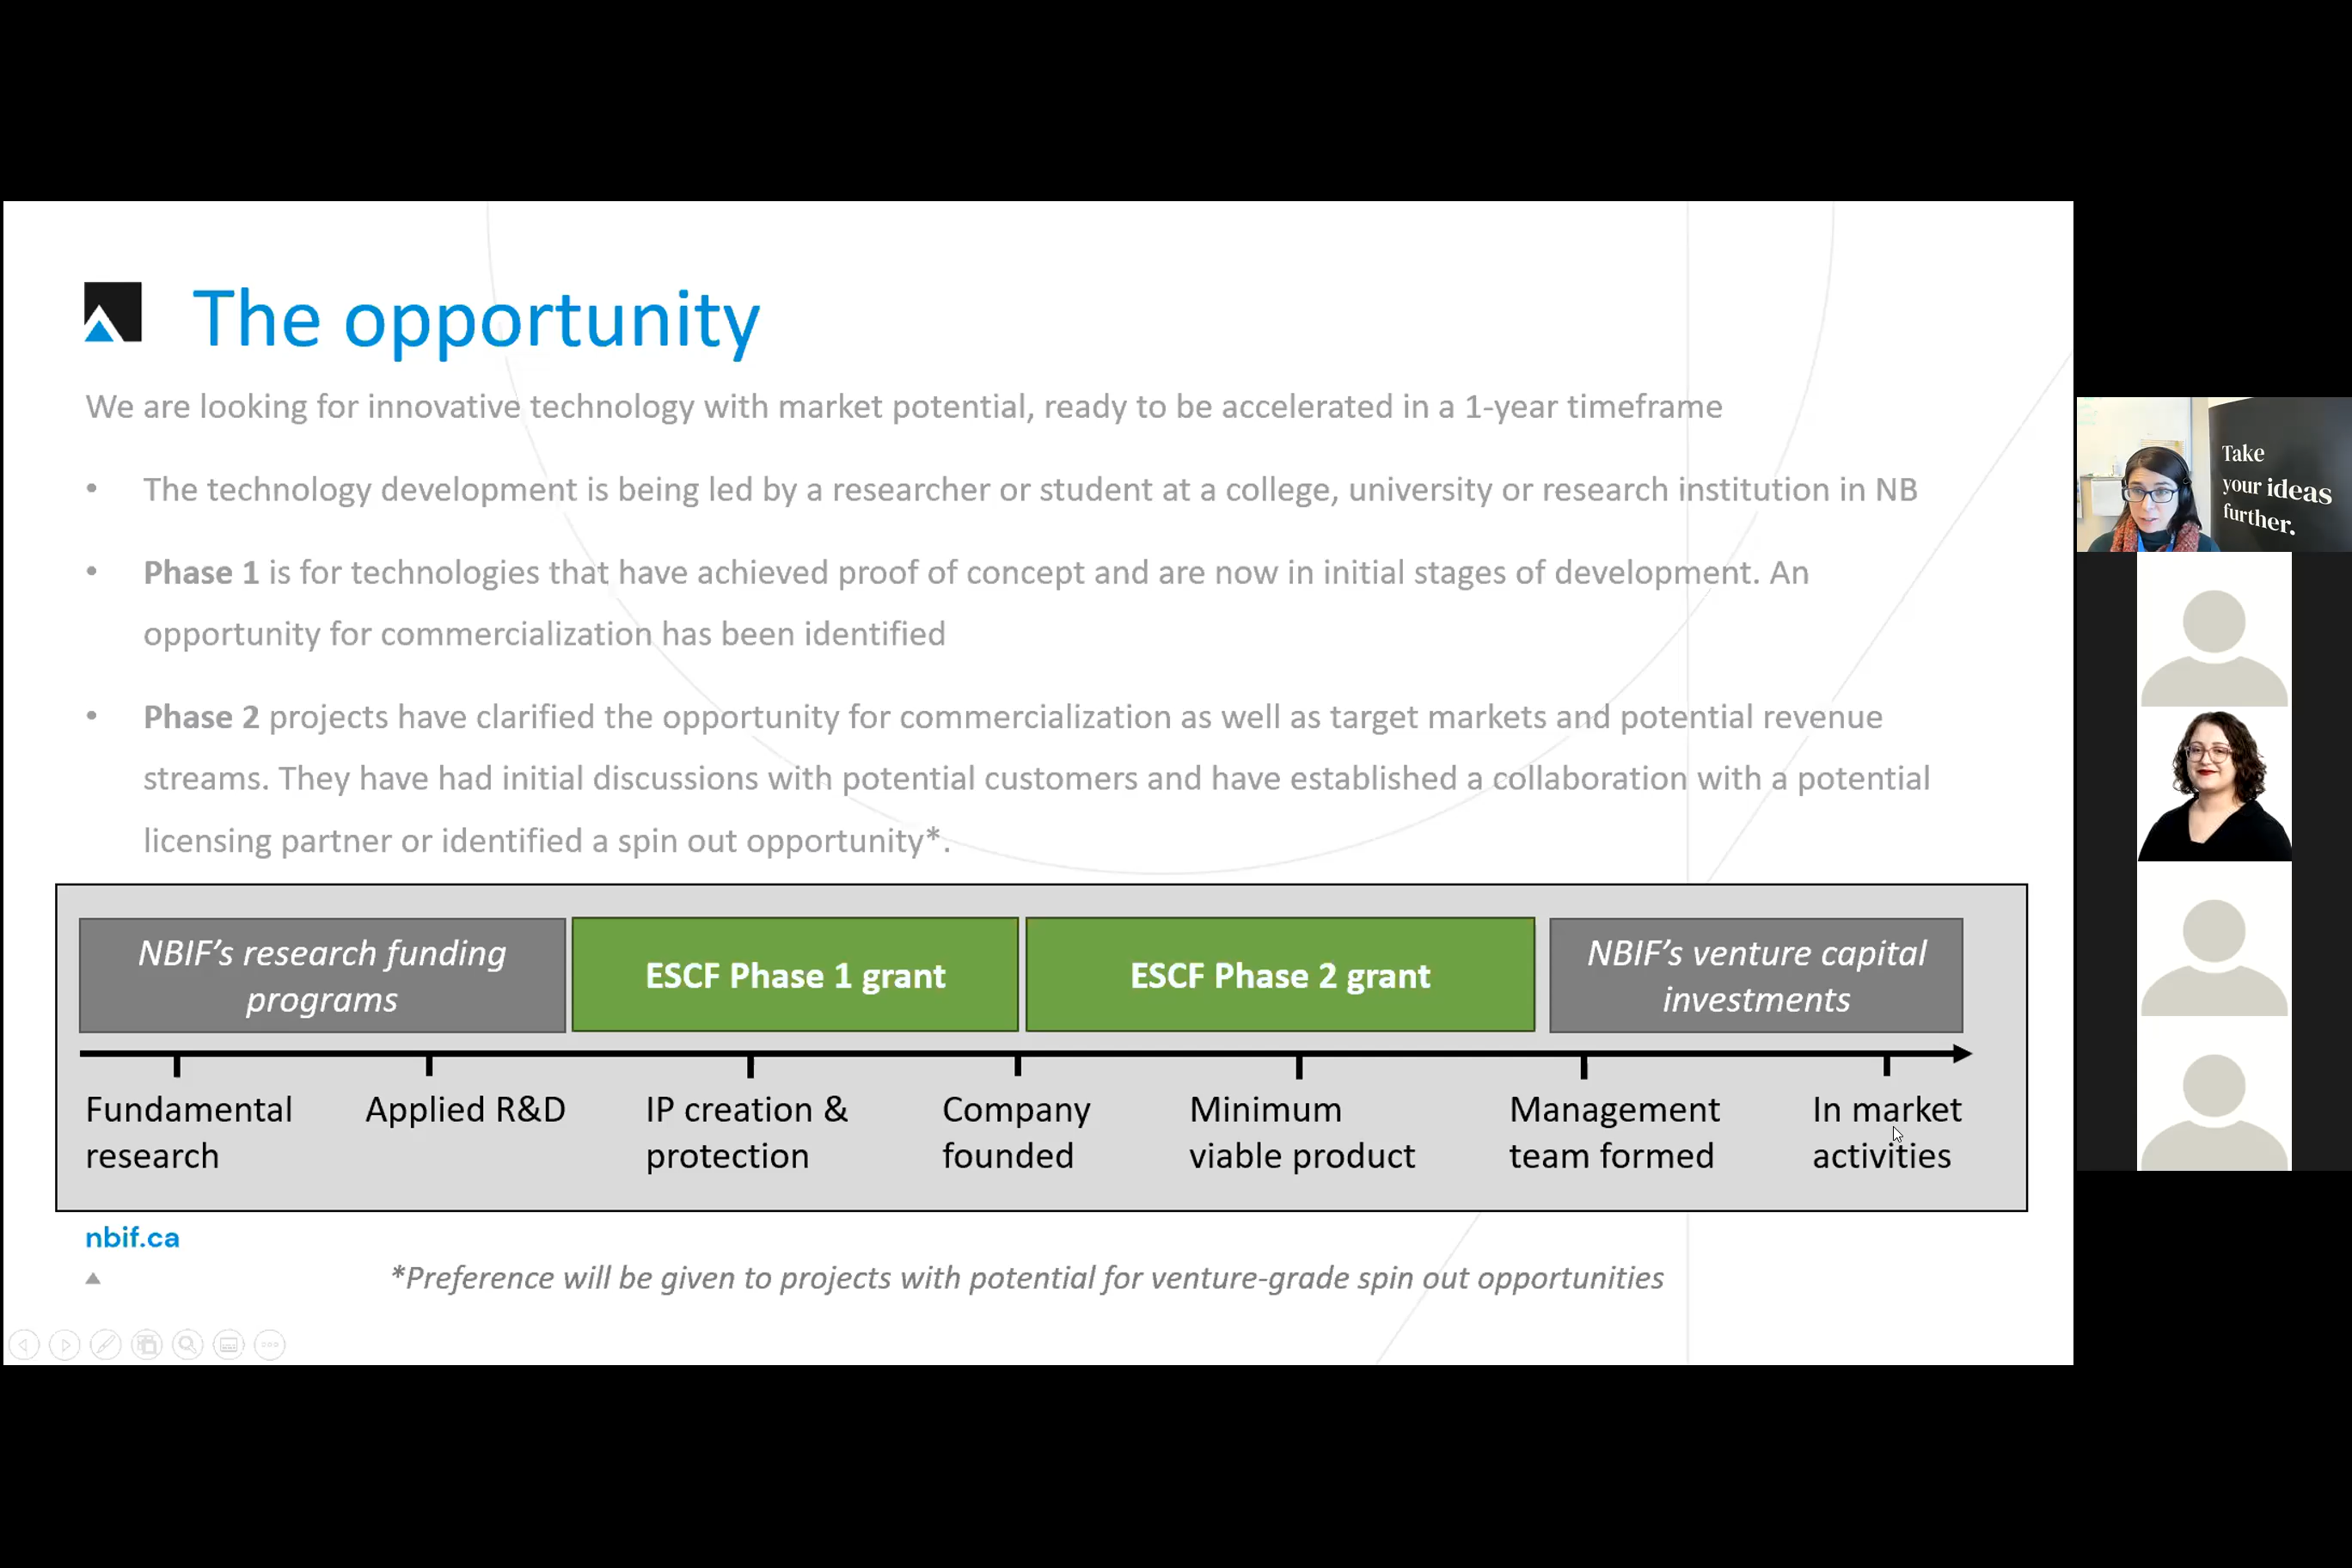 The opportunity
We are looking for innovative technology with market potential, ready to be accelerated in a 1-year timeframe
• The technology development is being led by a researcher or student at a college, university or research institution in NB
• Phase 1 is for technologies that have achieved proof of concept and are now in initial stages of development. An
opportunity for commercialization has been identified
• Phase 2 projects have clarified the opportunity for commercialization as well as target markets and potential revenue
streams. They have had initial discussions with potential customers and have established a collaboration with a potential
licensing partner or identified a spin out opportunity*.
NBIF's research funding
programs
ESCF Phase 1 grant
ESCF Phase 2 grant
NBIF's venture capital
investments
Fundamental
research
Applied R&D
IP creation &
protection
Company
founded
Minimum
viable product
Management
team formed
In market
activities
nbif.ca
*Preference will be given to projects with potential for venture-grade spin out opportunities
Take
your ideas
further.